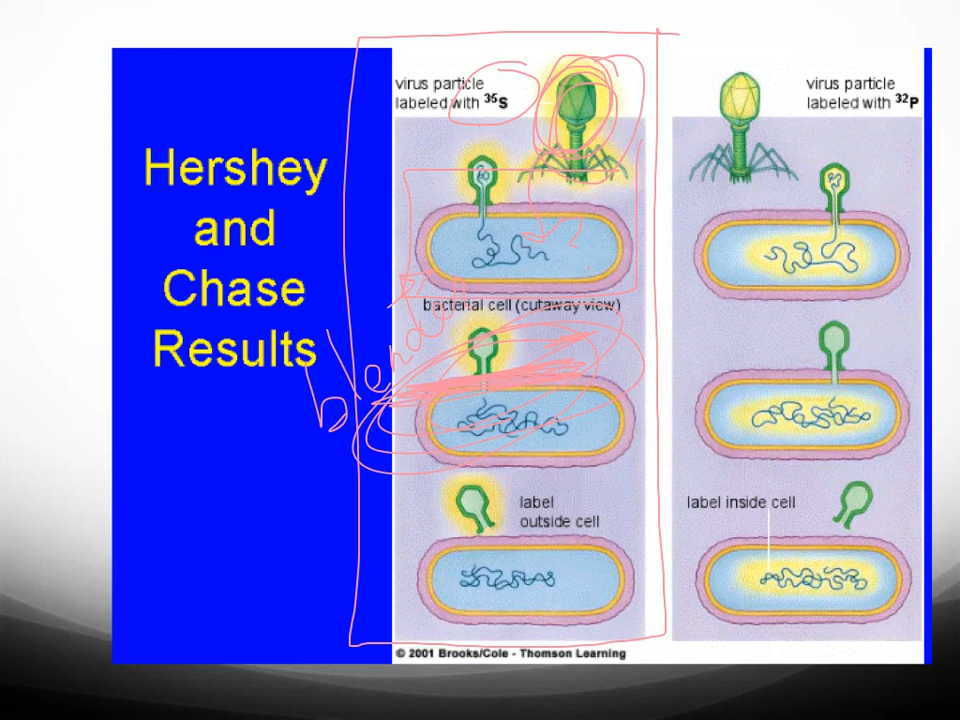 Hershey
and
Chase
Results
virus particle
labeled with ³⁵S
virus particle
labeled with ³²P
bacterial cell (cutaway view)
blender
label
outside cell
label inside cell
© 2001 Brooks/Cole - Thomson Learning